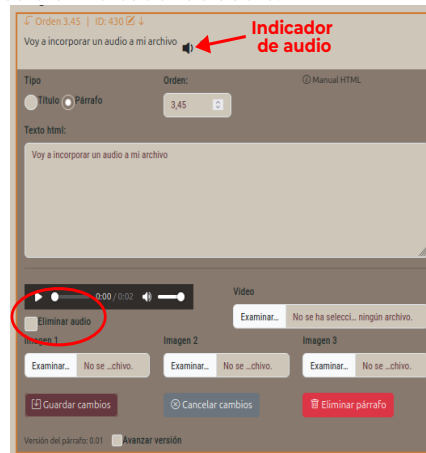 Orden 3.45 | ID: 430
Voy a incorporar un audio a mi archivo
Indicador
de audio
Tipo
Orden:
Manual HTML
Título
Párrafo
3,45
Texto html:
Voy a incorporar un audio a mi archivo
0:00 / 0:02
Eliminar audio
Video
Examinar... No se ha selecci... ningún archivo.
Imagen 1
Imagen 2
Imagen 3
Examinar... No se ...chivo.
Examinar... No se ...chivo.
Examinar... No se ...chivo.
Guardar cambios
Cancelar cambios
Eliminar párrafo
Versión del párrafo: 0.01
Avanzar versión